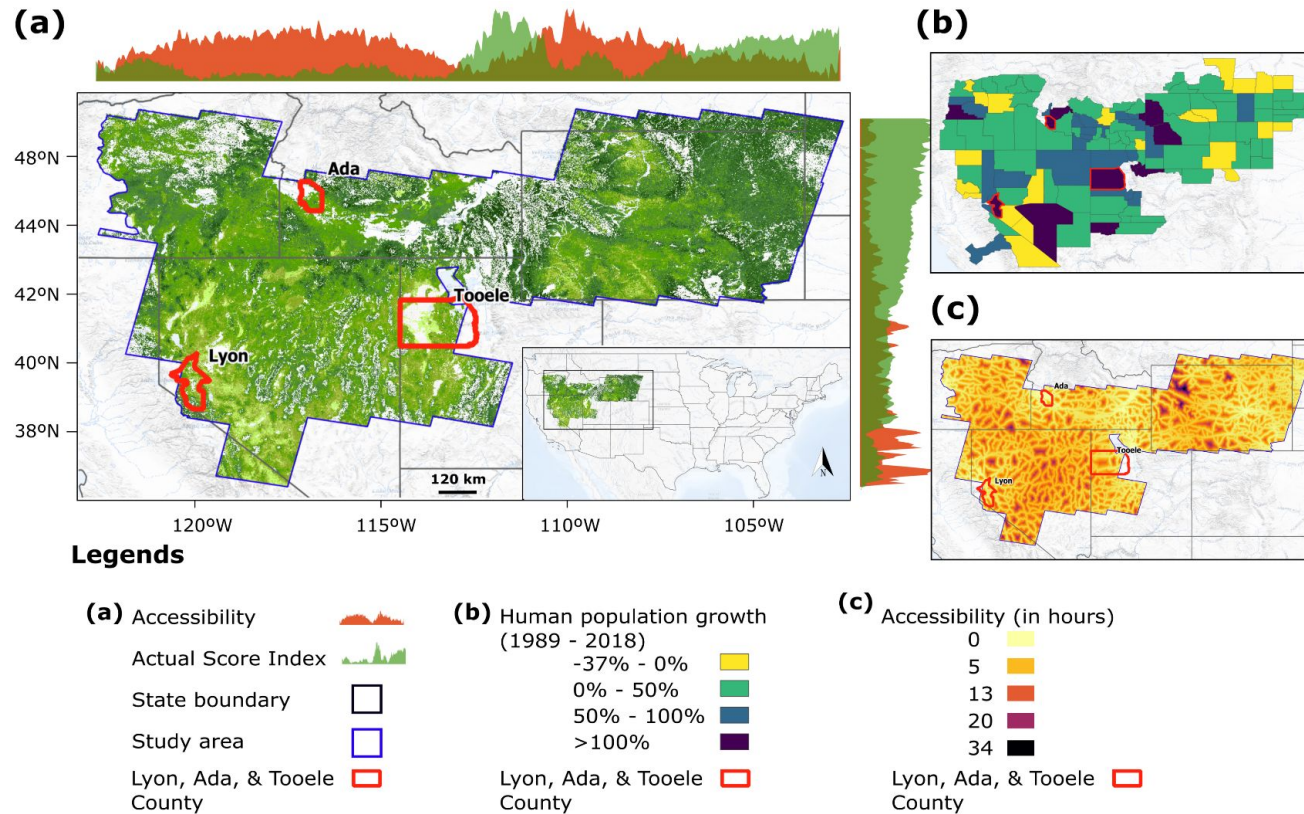 (a)
(b)
48ºN
46ºN
44ºN
42ºN
40ºN
38ºN
Ada
Tooele
Lyon
120 km
N
120ºW
115ºW
110ºW
105ºW
(c)
Ada
Tooele
Lyon
Legends
(a) Accessibility
Actual Score Index
State boundary
Study area
Lyon, Ada, & Tooele
County
(b) Human population growth
(1989 - 2018)
-37% - 0%
0% - 50%
50% - 100%
>100%
Lyon, Ada, & Tooele
County
(c) Accessibility (in hours)
0
5
13
20
34
Lyon, Ada, & Tooele
County